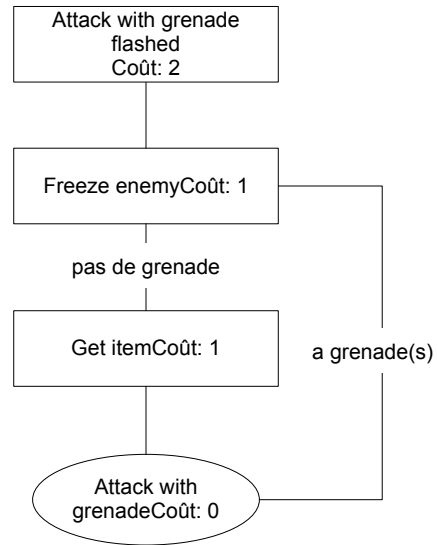 Attack with grenade
flashed
Coût: 2
Freeze enemyCoût: 1
pas de grenade
Get itemCoût: 1
a grenade(s)
Attack with
grenadeCoût: 0